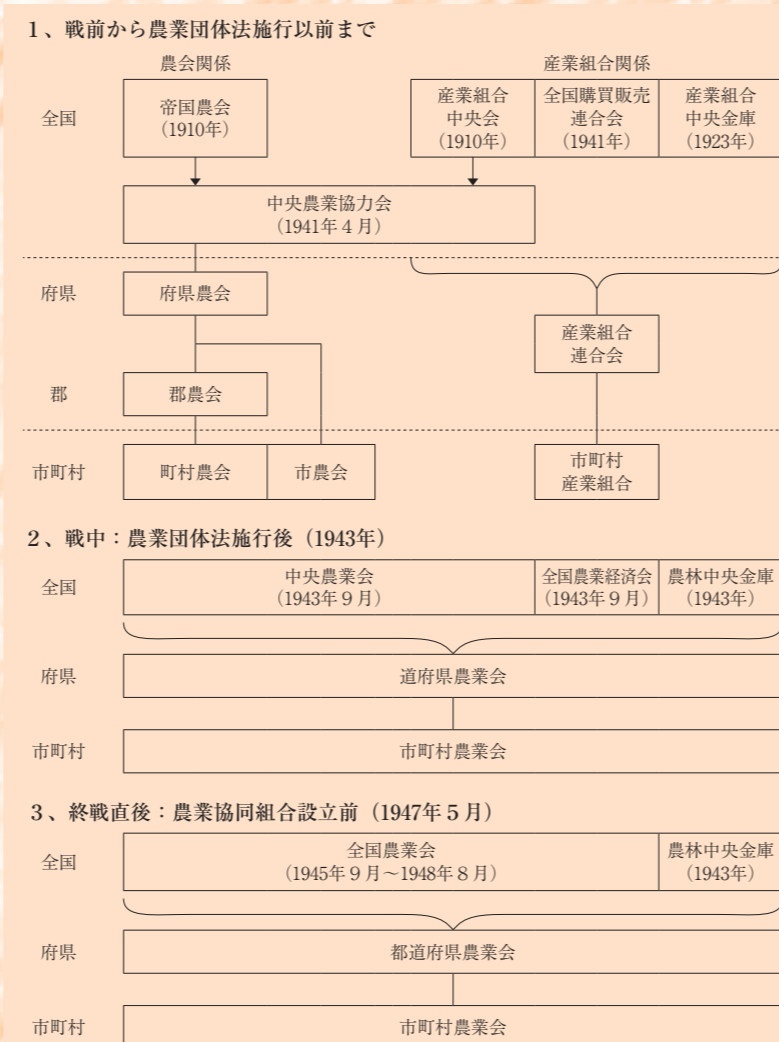 １、戦前から農業団体法施行以前まで
農会関係
産業組合関係
全国
帝国農会
（1910年）
産業組合
中央会
（1910年）
全国購買販売
連合会
（1941年）
産業組合
中央金庫
（1923年）
中央農業協力会
（1941年４月）
府県
府県農会
産業組合
連合会
郡
郡農会
市町村
町村農会
市農会
市町村
産業組合
２、戦中：農業団体法施行後（1943年）
全国
中央農業会
（1943年９月）
全国農業経済会
（1943年９月）
農林中央金庫
（1943年）
府県
道府県農業会
市町村
市町村農業会
３、終戦直後：農業協同組合設立前（1947年５月）
全国
全国農業会
（1945年９月～1948年８月）
農林中央金庫
（1943年）
府県
都道府県農業会
市町村
市町村農業会